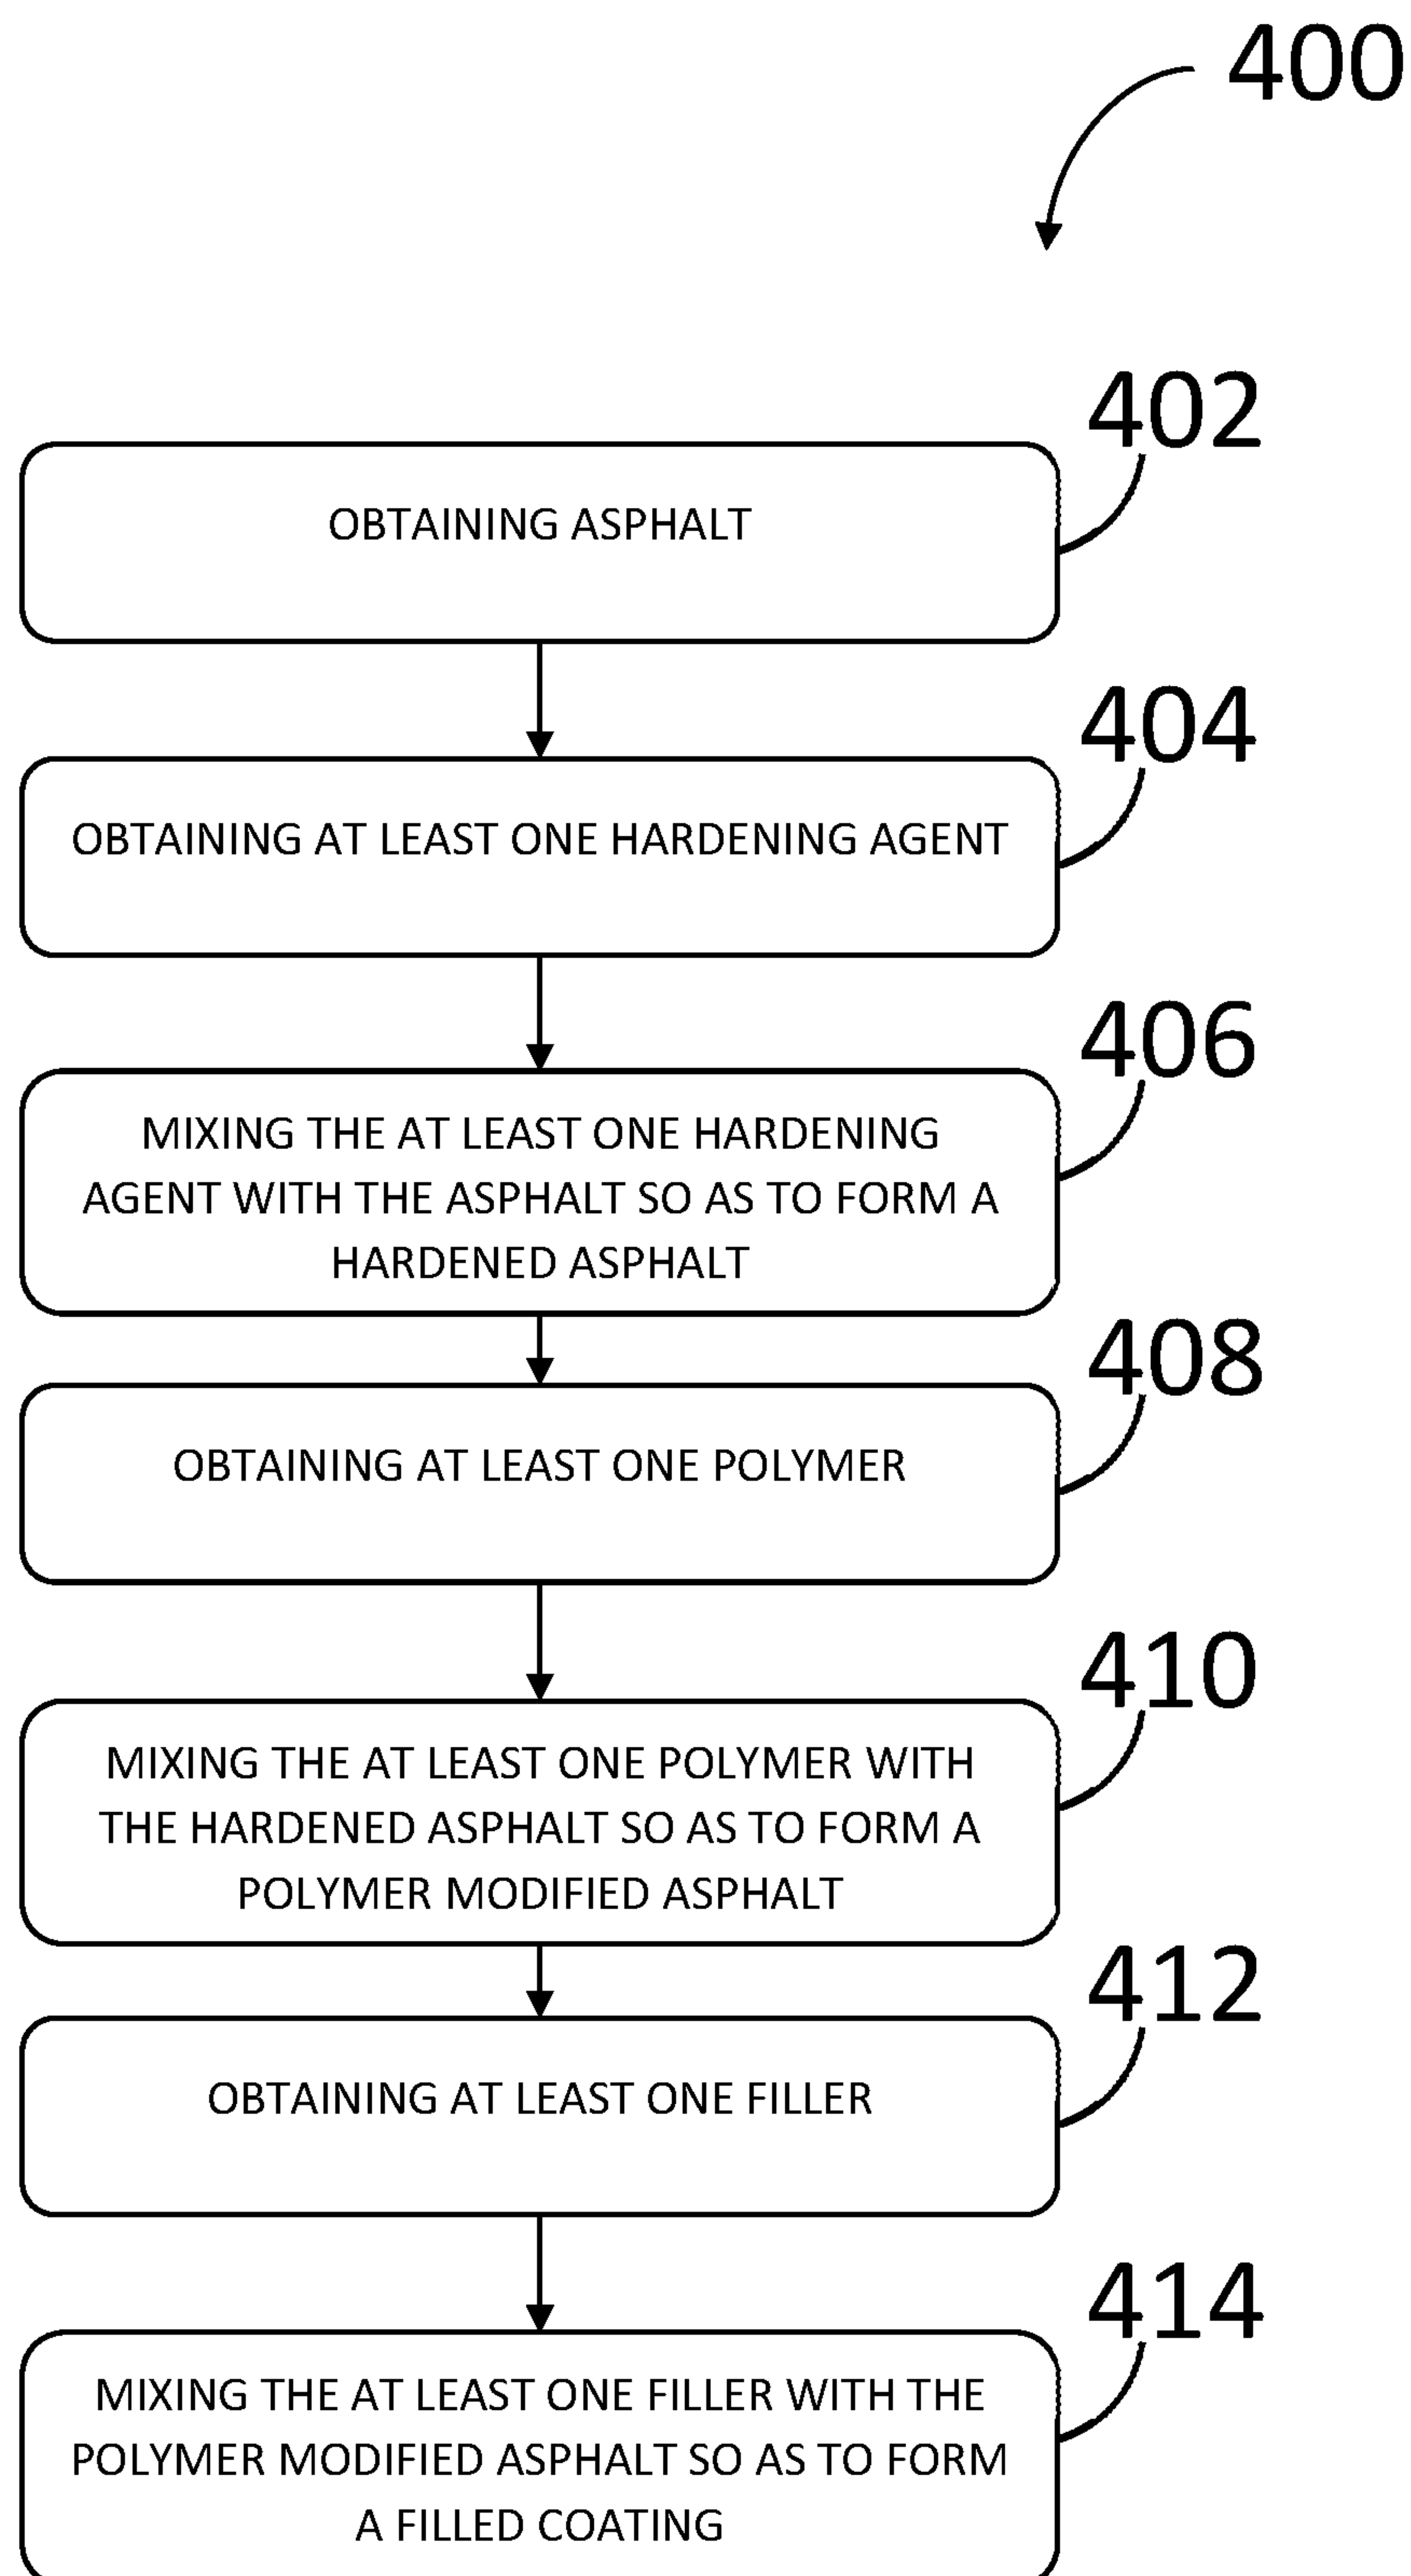 400
402
OBTAINING ASPHALT
404
OBTAINING AT LEAST ONE HARDENING AGENT
406
MIXING THE AT LEAST ONE HARDENING
AGENT WITH THE ASPHALT SO AS TO FORM A
HARDENED ASPHALT
408
OBTAINING AT LEAST ONE POLYMER
410
MIXING THE AT LEAST ONE POLYMER WITH
THE HARDENED ASPHALT SO AS TO FORM A
POLYMER MODIFIED ASPHALT
412
OBTAINING AT LEAST ONE FILLER
414
MIXING THE AT LEAST ONE FILLER WITH THE
POLYMER MODIFIED ASPHALT SO AS TO FORM
A FILLED COATING